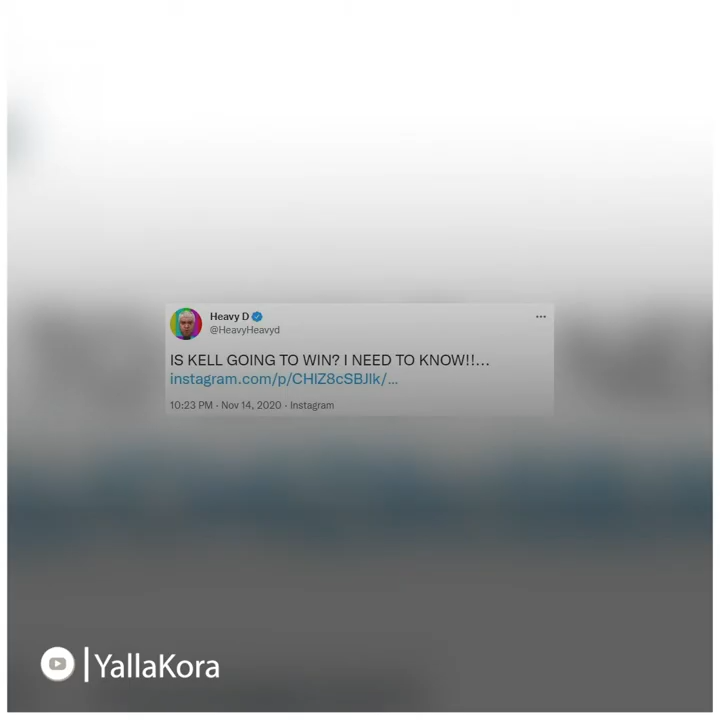 Heavy D
@HeavyHeavyd
IS KELL GOING TO WIN? I NEED TO KNOW!!...
instagram.com/p/CHIZ8cSBJlk/...
10:23 PM · Nov 14, 2020 · Instagram
YallaKora